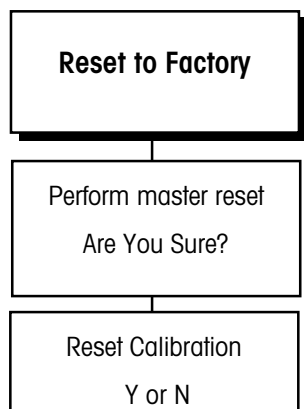 Reset to Factory
Perform master reset
Are You Sure?
Reset Calibration
Y or N